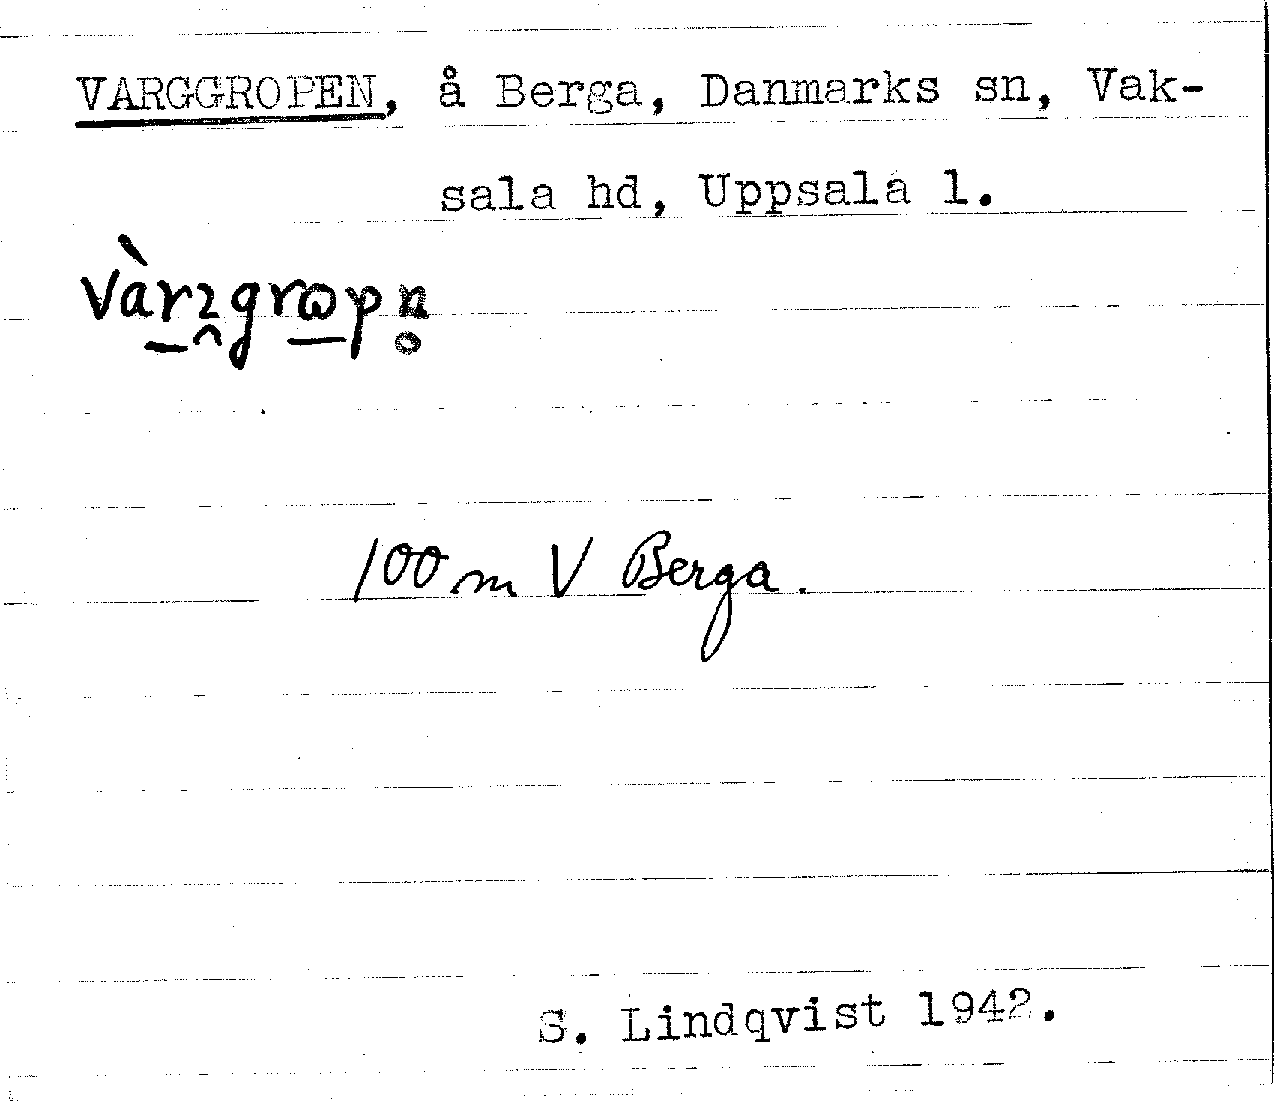 VARGGROPEN, å Berga, Danmarks sn, Vak-
sala hd, Uppsala l.
100 m V Berga.
S. Lindqvist 1942.